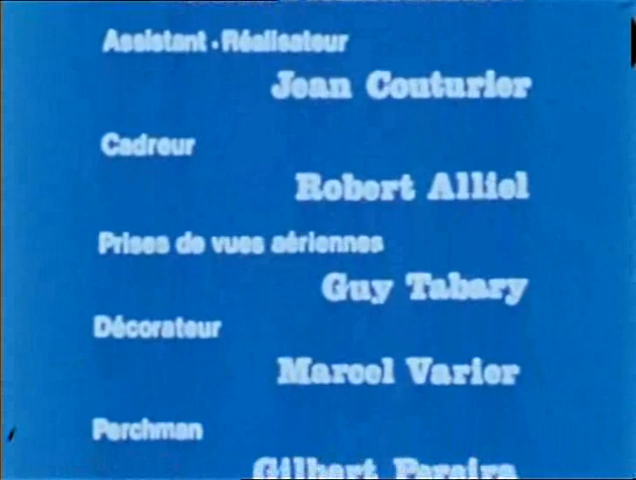 Assistant - Réalisateur
Jean Couturier
Cadreur
Robert Alliel
Prises de vues aériennes
Guy Tabary
Décorateur
Marcel Varier
Perchman
Gilbert Pereira